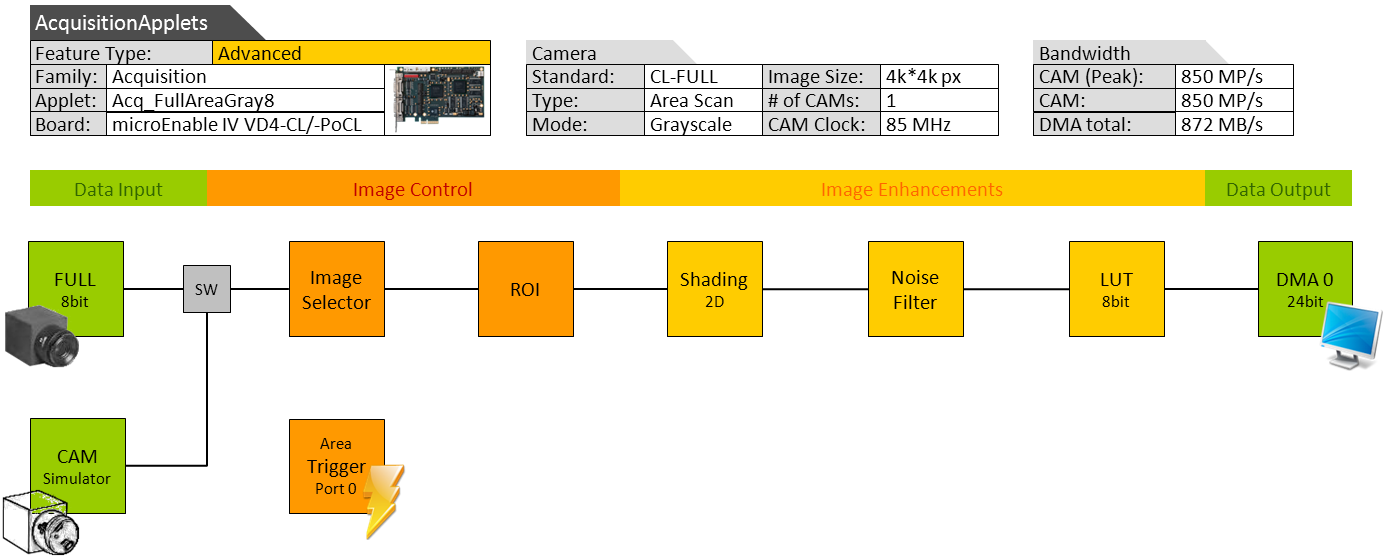 AcquisitionApplets
Feature Type: Advanced
Family: Acquisition
Applet: Acq_FullAreaGray8
Board: microEnable IV VD4-CL/-PoCL
Camera
Standard: CL-FULL Image Size: 4k*4k px
Type: Area Scan # of CAMs: 1
Mode: Grayscale CAM Clock: 85 MHz
Bandwidth
CAM (Peak): 850 MP/s
CAM: 850 MP/s
DMA total: 872 MB/s
Data Input Image Control Image Enhancements Data Output
FULL
8bit
SW
Image
Selector
ROI
Shading
2D
Noise
Filter
LUT
8bit
DMA 0
24bit
CAM
Simulator
Area
Trigger
Port 0